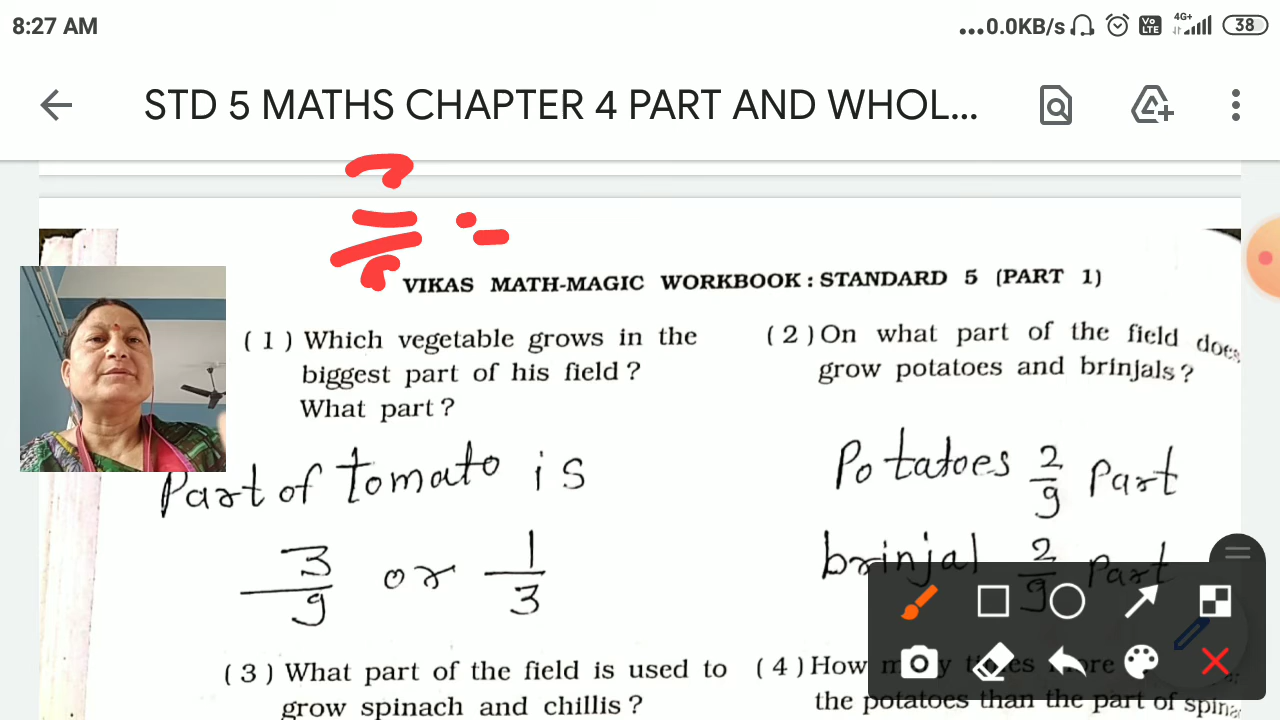 8:27 AM
...0.0KB/s
Vo LTE
4G+
38
STD 5 MATHS CHAPTER 4 PART AND WHOL...
VIKAS MATH-MAGIC WORKBOOK : STANDARD 5 (PART 1)
( 1 ) Which vegetable grows in the
biggest part of his field ?
What part ?
Part of tomato is
3/9 or 1/3
( 2 ) On what part of the field does
grow potatoes and brinjals ?
Potatoes 2/9 Part
brinjal 2/9 Part
( 3 ) What part of the field is used to
grow spinach and chillis ?
( 4 ) How
the potatoes than the part of